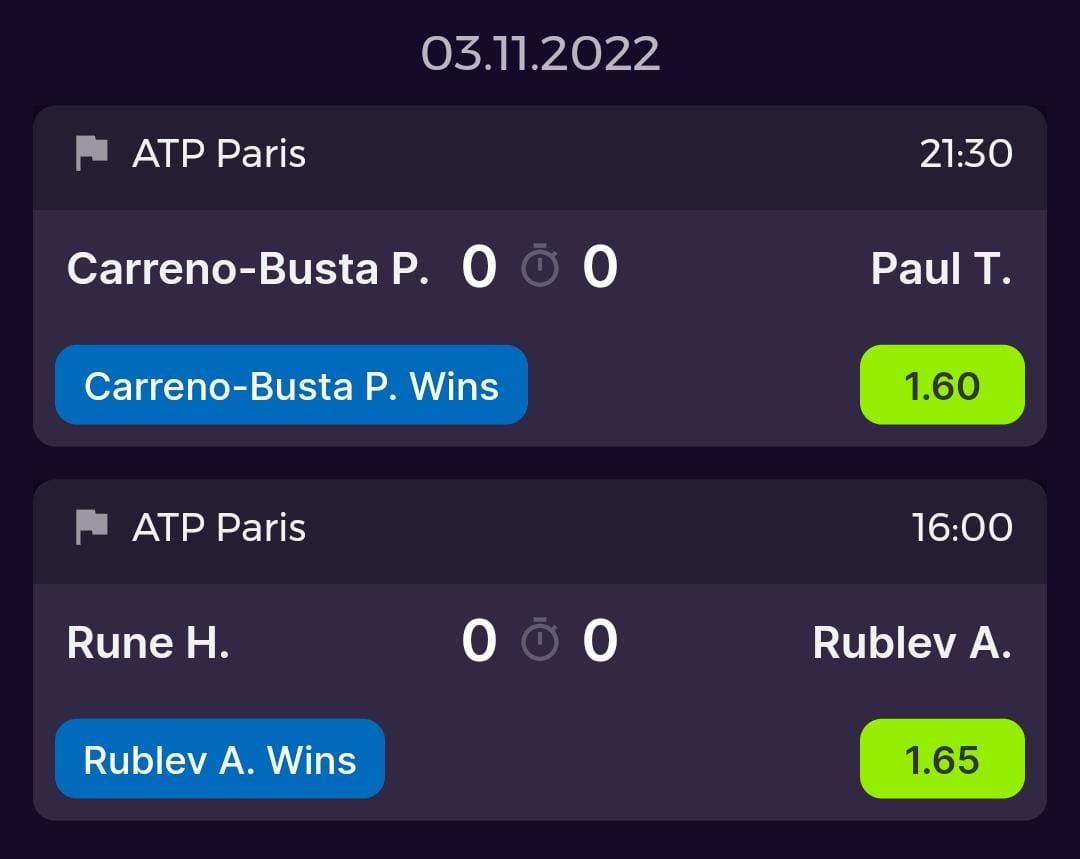 03.11.2022
ATP Paris 21:30
Carreno-Busta P. 0 0 Paul T.
Carreno-Busta P. Wins 1.60
ATP Paris 16:00
Rune H. 0 0 Rublev A.
Rublev A. Wins 1.65